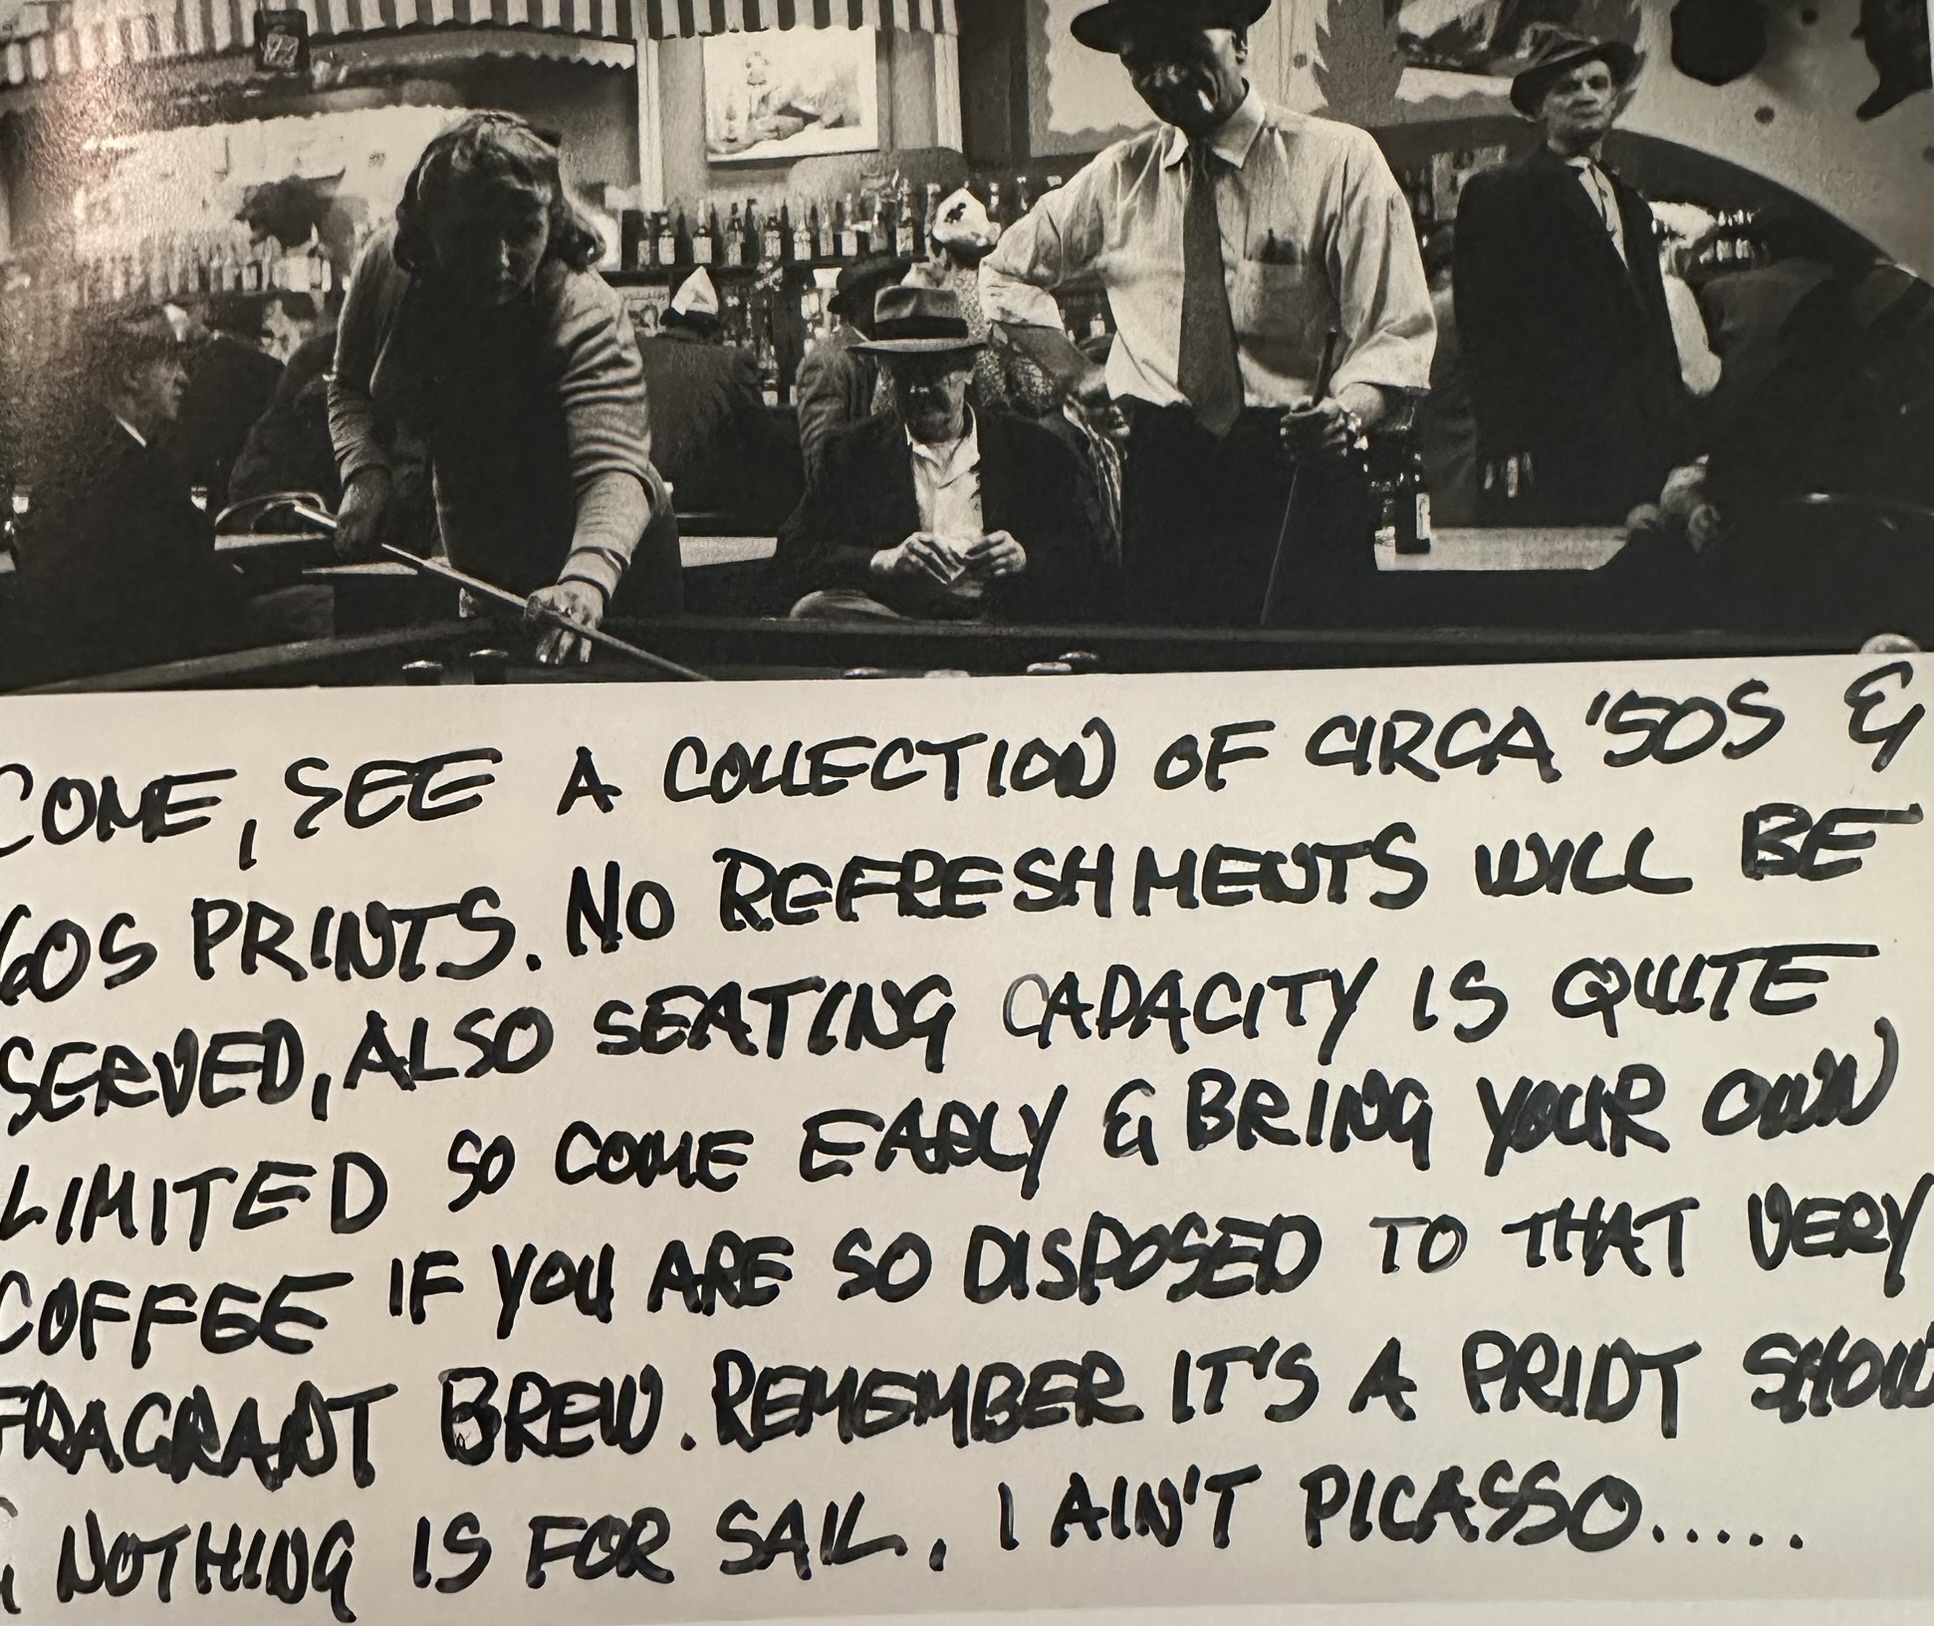 COME, SEE A COLLECTION OF CIRCA '50S &
60S PRINTS. NO REFRESHMENTS WILL BE
SERVED, ALSO SEATING CAPACITY IS QUITE
LIMITED SO COME EARLY & BRING YOUR OWN
COFFEE IF YOU ARE SO DISPOSED TO THAT VERY
FRAGRANT BREW. REMEMBER IT'S A PRINT SHOW
& NOTHING IS FOR SAIL, I AIN'T PICASSO.....